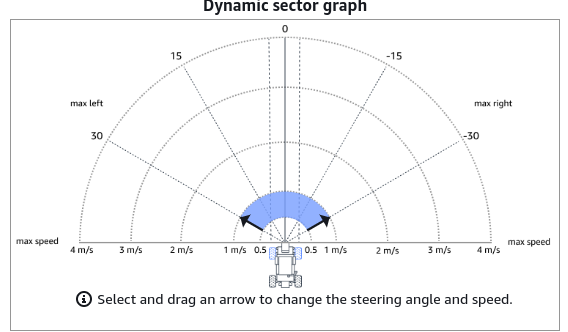 Dynamic sector graph
0
15 -15
max left max right
30 -30
max speed 4 m/s 3 m/s 2 m/s 1 m/s 0.5 0.5 1 m/s 2 m/s 3 m/s 4 m/s max speed
Select and drag an arrow to change the steering angle and speed.